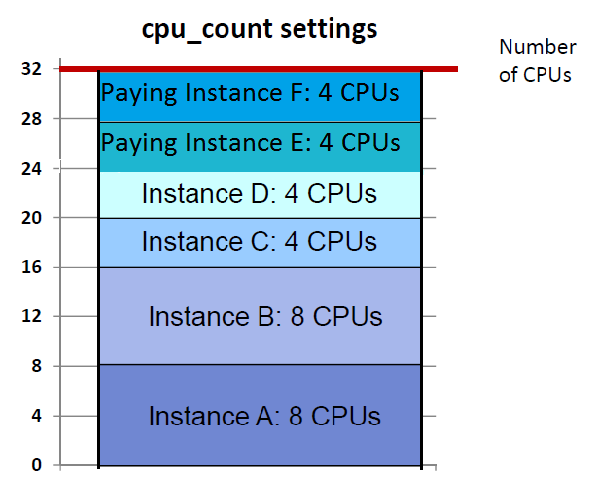 cpu_count settings
Number
of CPUs
32
28
24
20
16
12
8
4
0
Paying Instance F: 4 CPUs
Paying Instance E: 4 CPUs
Instance D: 4 CPUs
Instance C: 4 CPUs
Instance B: 8 CPUs
Instance A: 8 CPUs